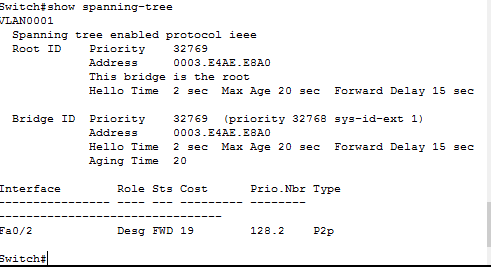 Switch#show spanning-tree
VLAN0001
Spanning tree enabled protocol ieee
Root ID Priority 32769
Address 0003.E4AE.E8A0
This bridge is the root
Hello Time 2 sec Max Age 20 sec Forward Delay 15 sec
Bridge ID Priority 32769 (priority 32768 sys-id-ext 1)
Address 0003.E4AE.E8A0
Hello Time 2 sec Max Age 20 sec Forward Delay 15 sec
Aging Time 20
Interface Role Sts Cost Prio.Nbr Type
---------------- ---- --- --------- --------
--------------------------------
Fa0/2 Desg FWD 19 128.2 P2p
Switch#